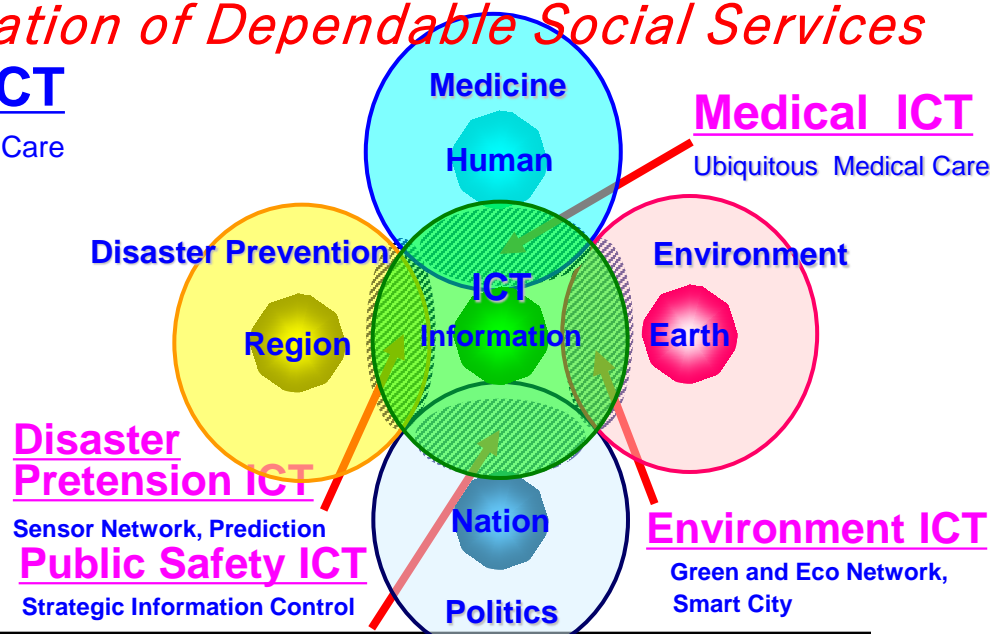 ation of Dependable Social Services
CT
Care
Medicine
Human
Medical ICT
Ubiquitous Medical Care
Disaster Prevention
Environment
ICT
Information
Region
Earth
Disaster
Pretension ICT
Sensor Network, Prediction
Public Safety ICT
Strategic Information Control
Nation
Politics
Environment ICT
Green and Eco Network,
Smart City